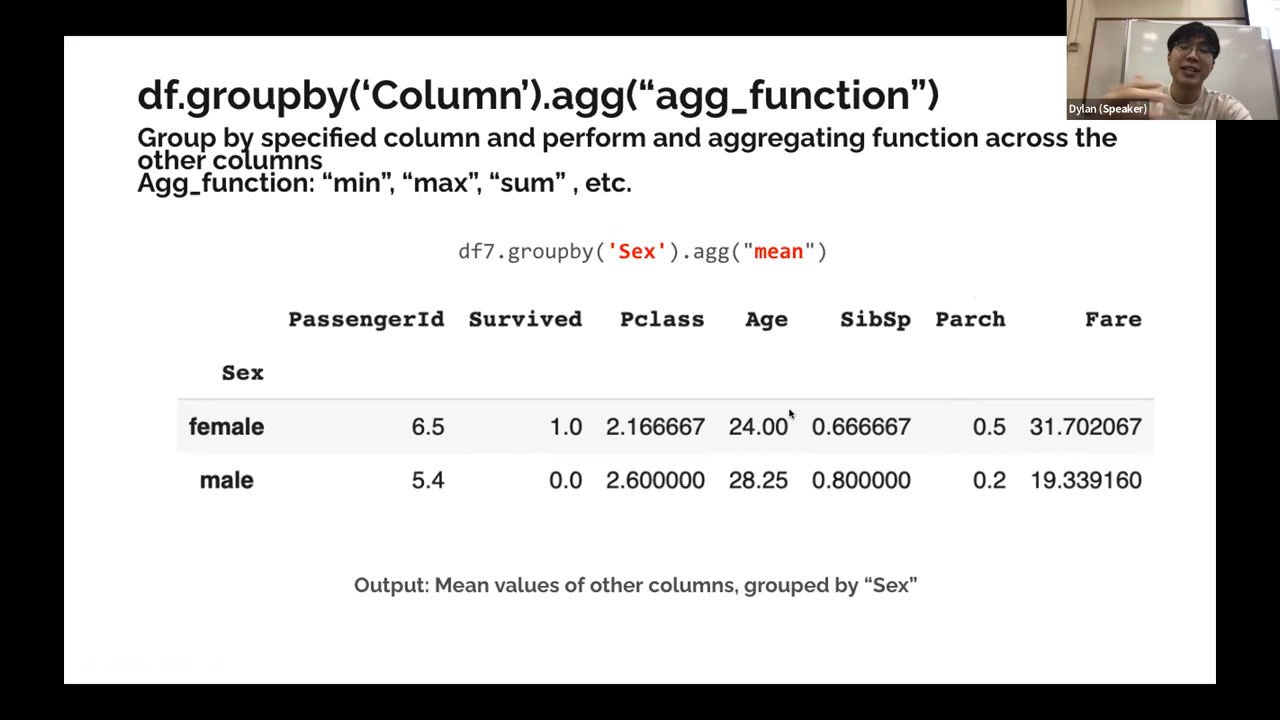 df.groupby(‘Column’).agg(“agg_function”)
Group by specified column and perform and aggregating function across the
other columns
Agg_function: “min”, “max”, “sum” , etc.
df7.groupby('Sex').agg("mean")
PassengerId Survived Pclass Age SibSp Parch Fare
Sex
female 6.5 1.0 2.166667 24.00 0.666667 0.5 31.702067
male 5.4 0.0 2.600000 28.25 0.800000 0.2 19.339160
Output: Mean values of other columns, grouped by “Sex”
Dylan (Speaker)